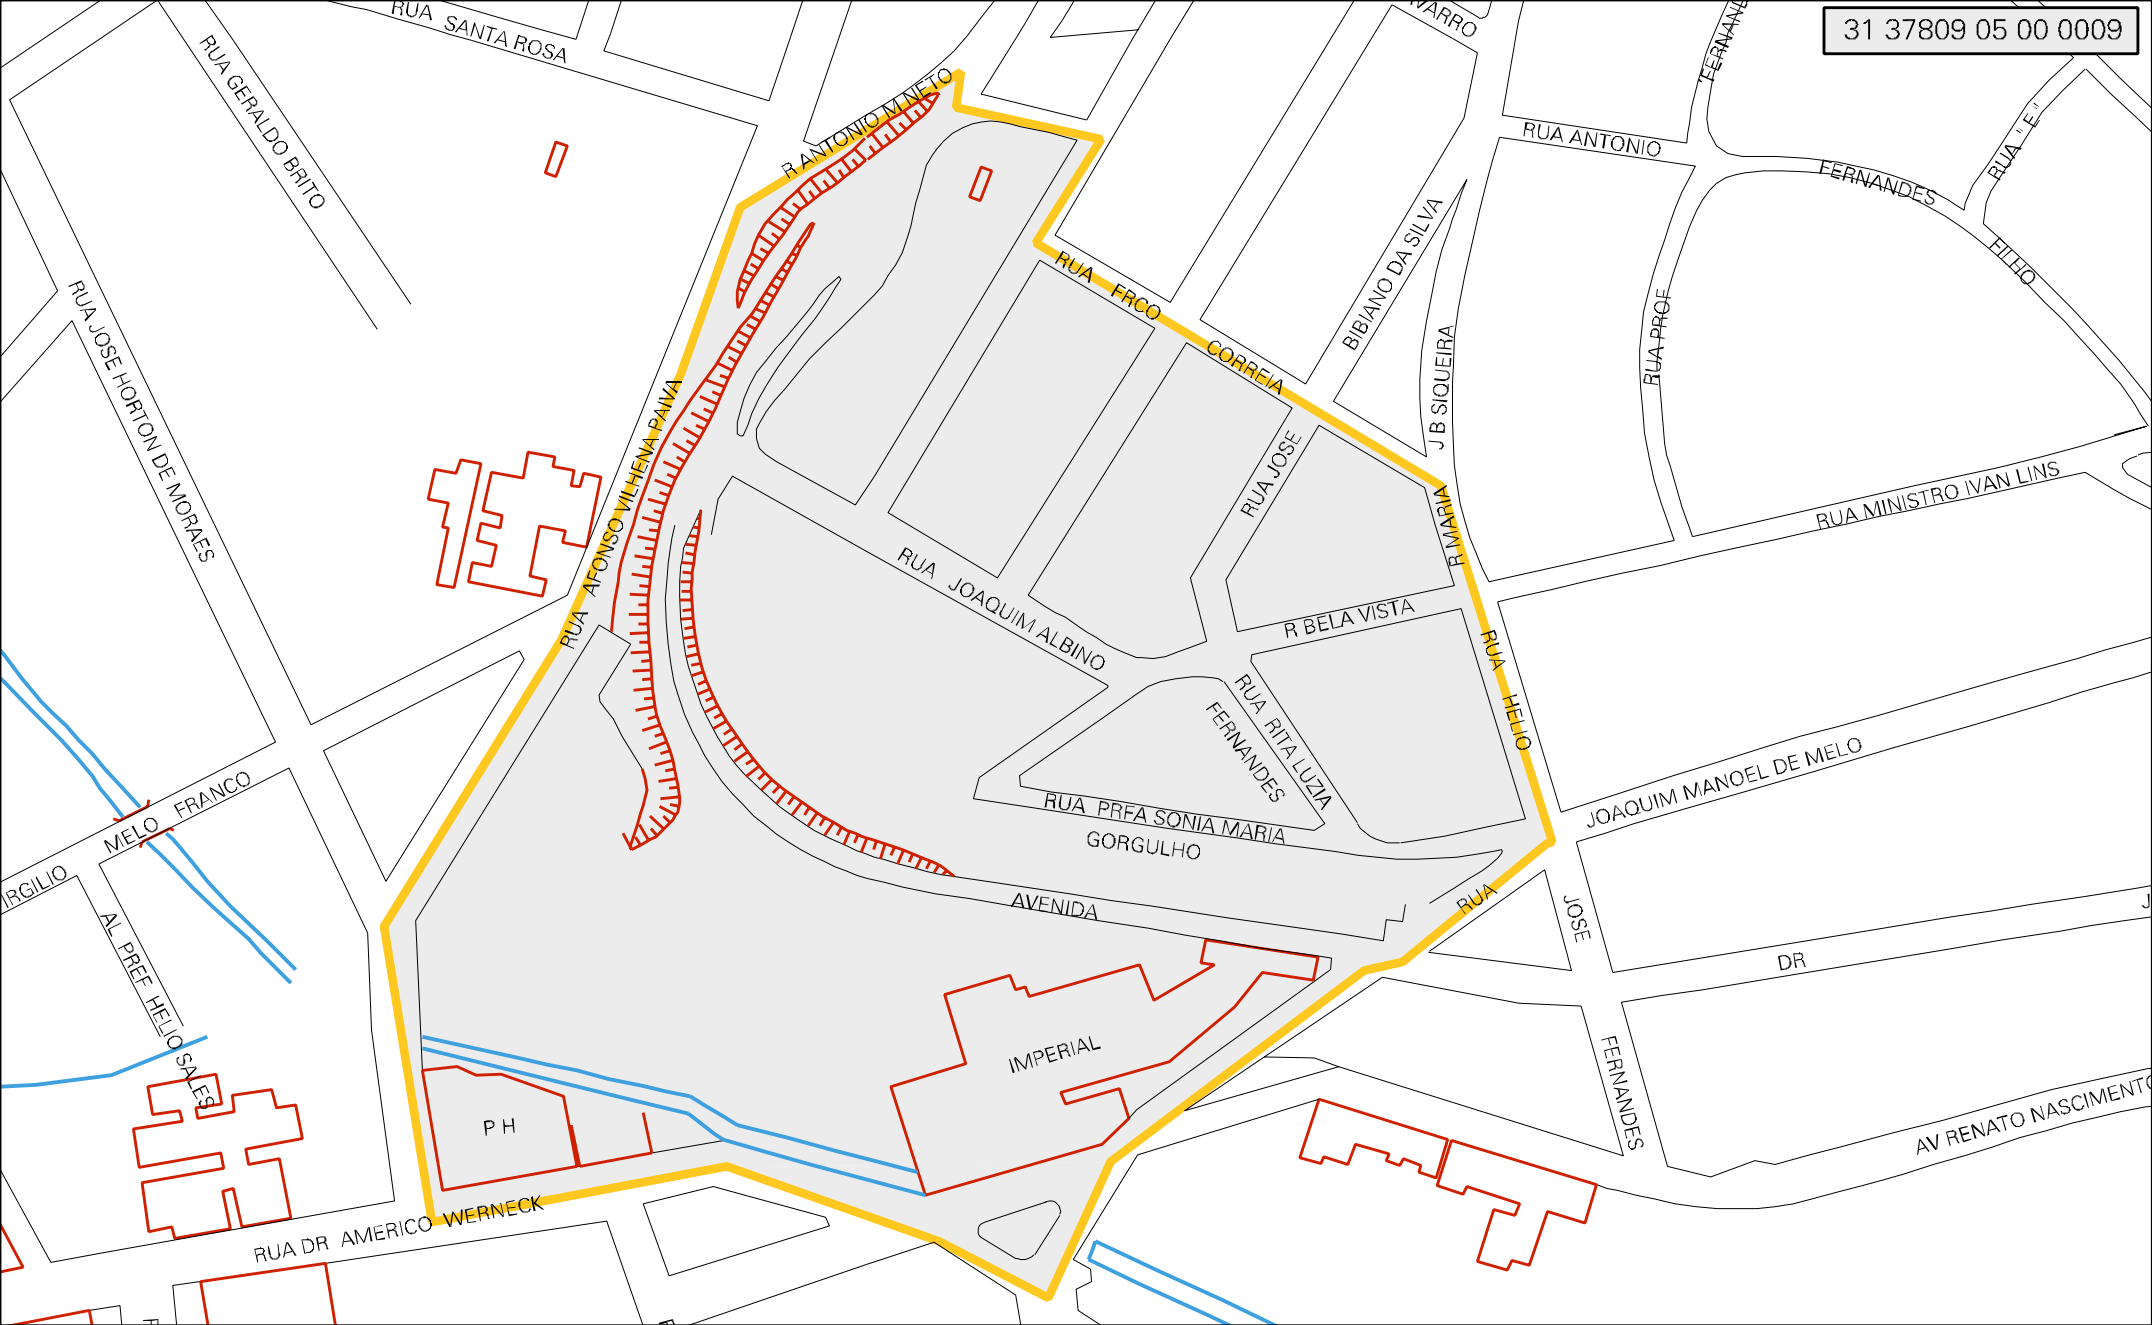 31 37809 05 00 0009
RUA SANTA ROSA
RUA GERALDO BRITO
R ANTONIO M NETO
RUA ANTONIO
FERNANDES
FILHO
RUA "E"
RUA JOSE HORTON DE MORAES
RUA AFONSO VILHENA PAIVA
RUA FRCO CORREIA
BIBIANO DA SILVA
J B SIQUEIRA
RUA PROF
RUA MINISTRO IVAN LINS
RUA JOSE
R MARIA
RUA JOAQUIM ALBINO
R BELA VISTA
RUA HELIO
RUA RITA LUZIA
FERNANDES
RUA PRFA SONIA MARIA
GORGULHO
JOAQUIM MANOEL DE MELO
MELO FRANCO
IRGILIO
AL PREF HELIO SALES
AVENIDA
RUA
JOSE
FERNANDES
DR
J
IMPERIAL
P H
AV RENATO NASCIMENTO
RUA DR AMERICO WERNECK